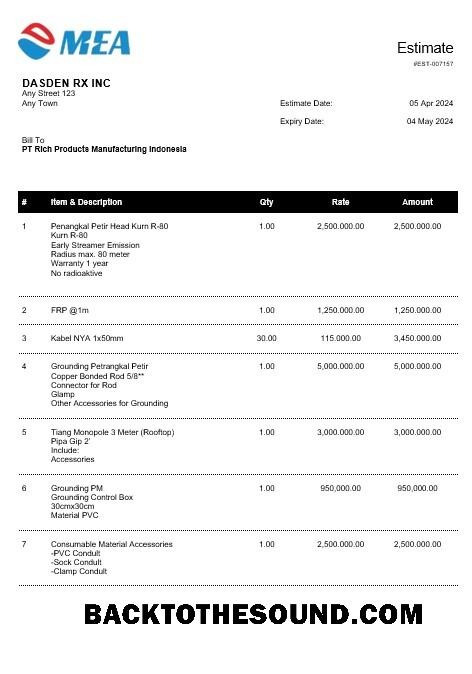 MEA
Estimate
#EST-007157
DASDEN RX INC
Any Street 123
Any Town
Estimate Date: 05 Apr 2024
Expiry Date: 04 May 2024
Bill To
PT Rich Products Manufacturing Indonesia
# Item & Description Qty Rate Amount
1 Penangkal Petir Head Kurn R-80 1.00 2,500.000.00 2,500.000.00
Kurn R-80
Early Streamer Emission
Radius max. 80 meter
Warranty 1 year
No radioaktive
2 FRP @1m 1.00 1,250.000.00 1,250.000.00
3 Kabel NYA 1x50mm 30.00 115.000.00 3,450.000.00
4 Grounding Petrangkal Petir 1.00 5,000.000.00 5,000.000.00
Copper Bonded Rod 5/8"
Connector for Rod
Glamp
Other Accessories for Grounding
5 Tiang Monopole 3 Meter (Rooftop) 1.00 3,000.000.00 3,000.000.00
Pipa Gip 2'
Include:
Accessories
6 Grounding PM 1.00 950,000.00 950,000.00
Grounding Control Box
30cmx30cm
Material PVC
7 Consumable Material Accessories 1.00 2,500.000.00 2,500.000.00
-PVC Conduit
-Sock Conduit
-Clamp Conduit
BACKTOTHESOUND.COM